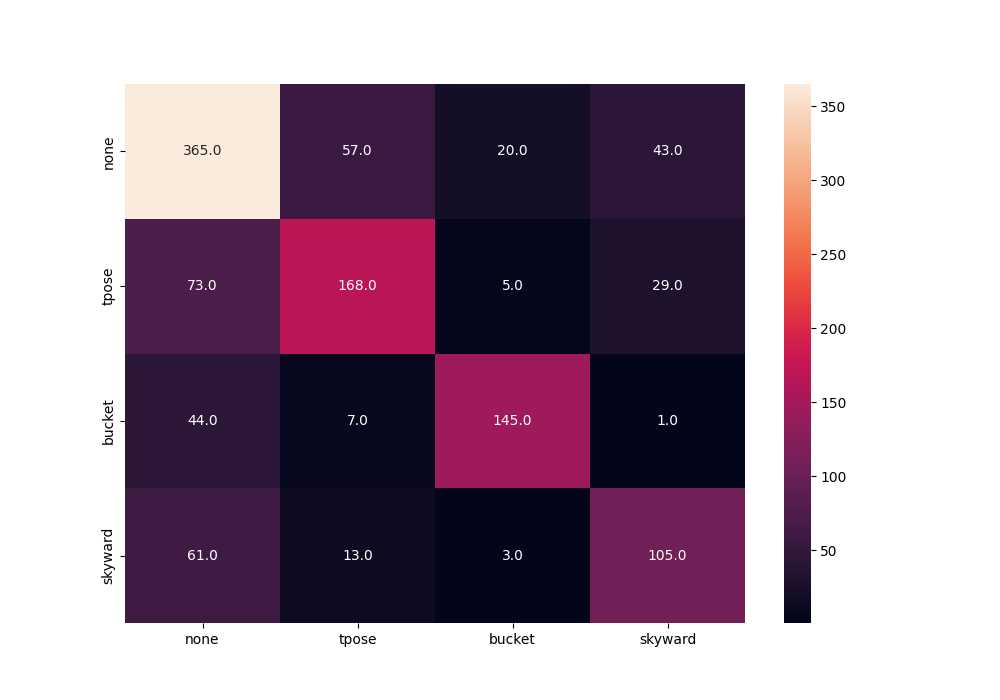 350
none 365.0 57.0 20.0 43.0
300
250
tpose 73.0 168.0 5.0 29.0
200
150
bucket 44.0 7.0 145.0 1.0
100
skyward 61.0 13.0 3.0 105.0
50
none tpose bucket skyward